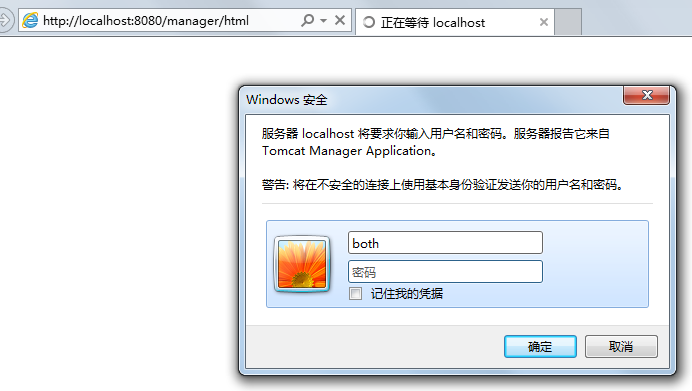 http://localhost:8080/manager/html
正在等待 localhost
Windows 安全
服务器 localhost 将要求你输入用户名和密码。服务器报告它来自
Tomcat Manager Application。
警告: 将在不安全的连接上使用基本身份验证发送你的用户名和密码。
both
密码
记住我的凭据
确定
取消